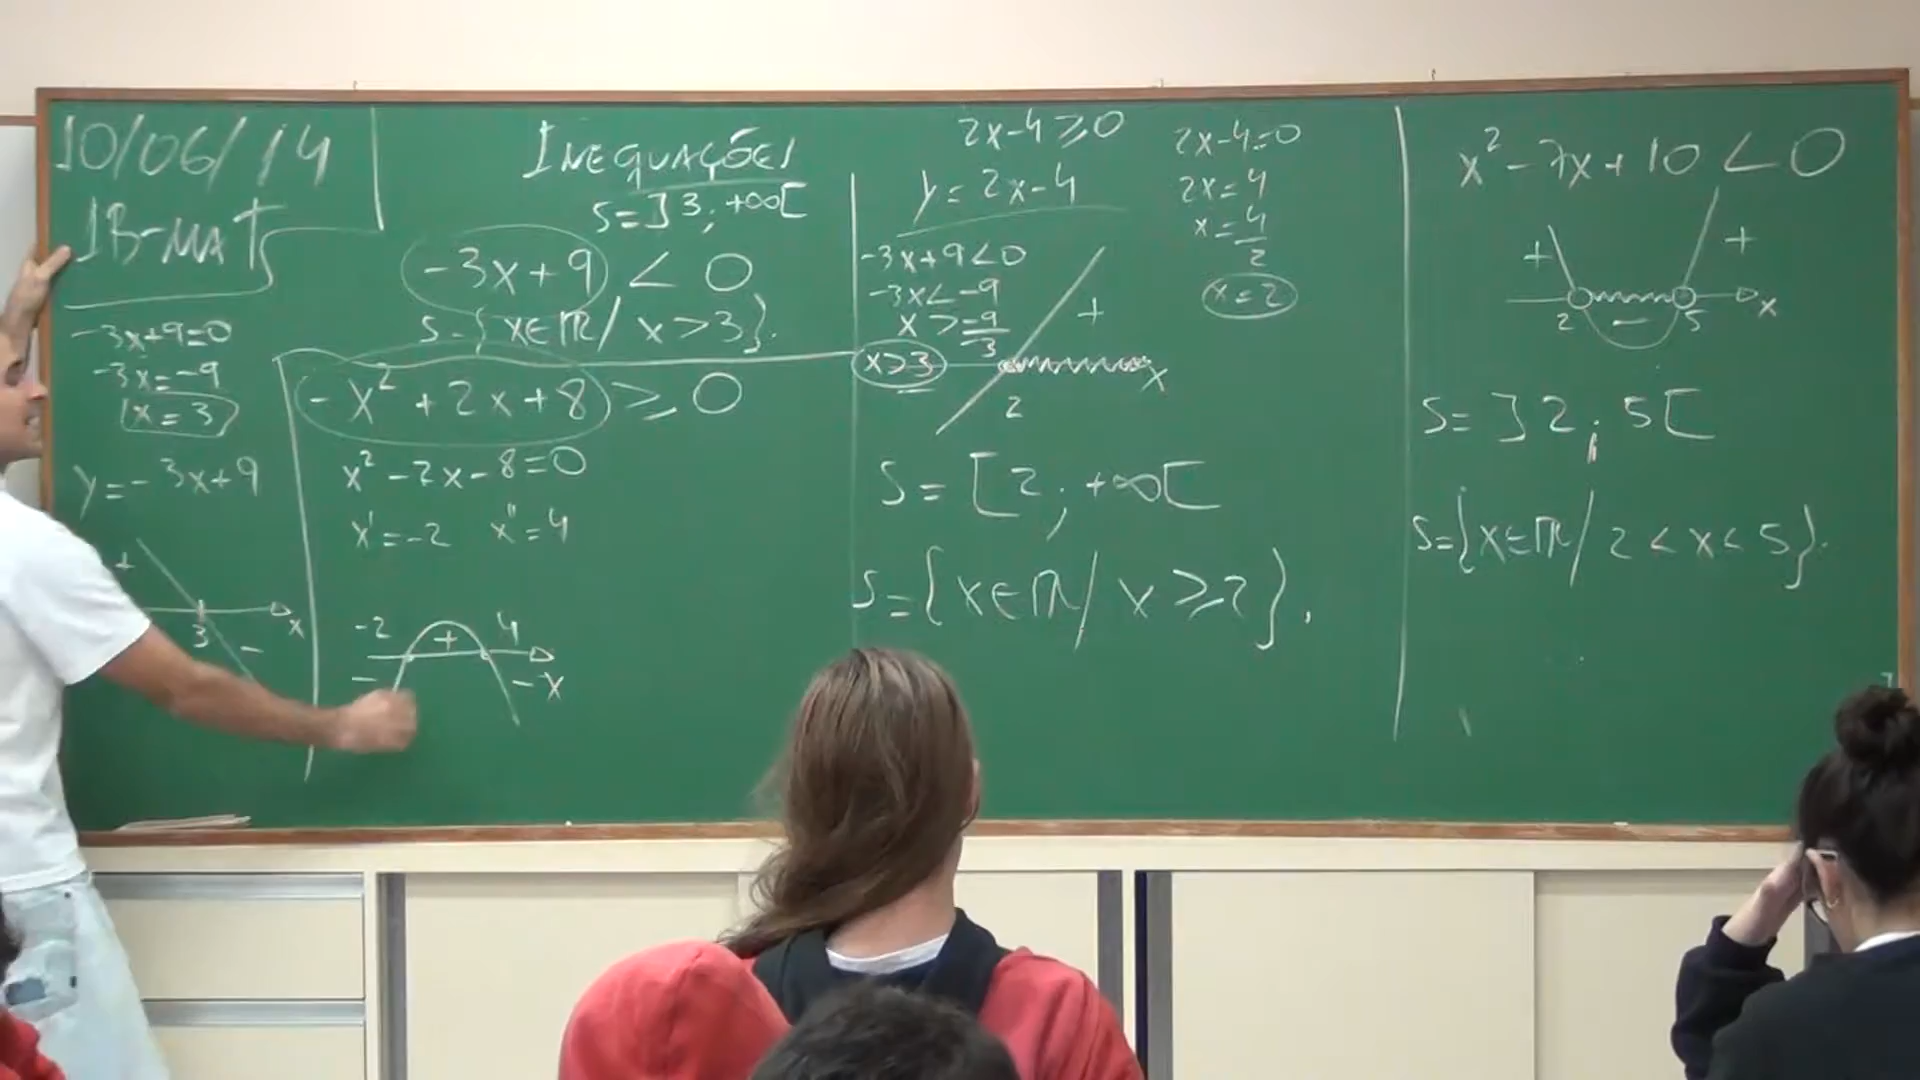 10/06/14
1B-MAT
-3x+9=0
-3x=-9
x=3
y=-3x+9
+
3
x
-
INEQUAÇÕES
S=]3;+∞[
-3x+9 < 0
S={x∈ℝ/ x>3}.
-x²+2x+8 ≥ 0
x²-2x-8=0
x'=-2 x''=4
-2 + 4
- - x
2x-4≥0
y=2x-4
-3x+9<0
-3x<-9
x>-9/-3
x>3
+
x
2
2x-4=0
2x=4
x=4/2
x=2
S=[2;+∞[
S={x∈ℝ/ x≥2}.
x²-7x+10<0
+ +
2 - 5 x
S=]2;5[
S={x∈ℝ/ 2<x<5}.